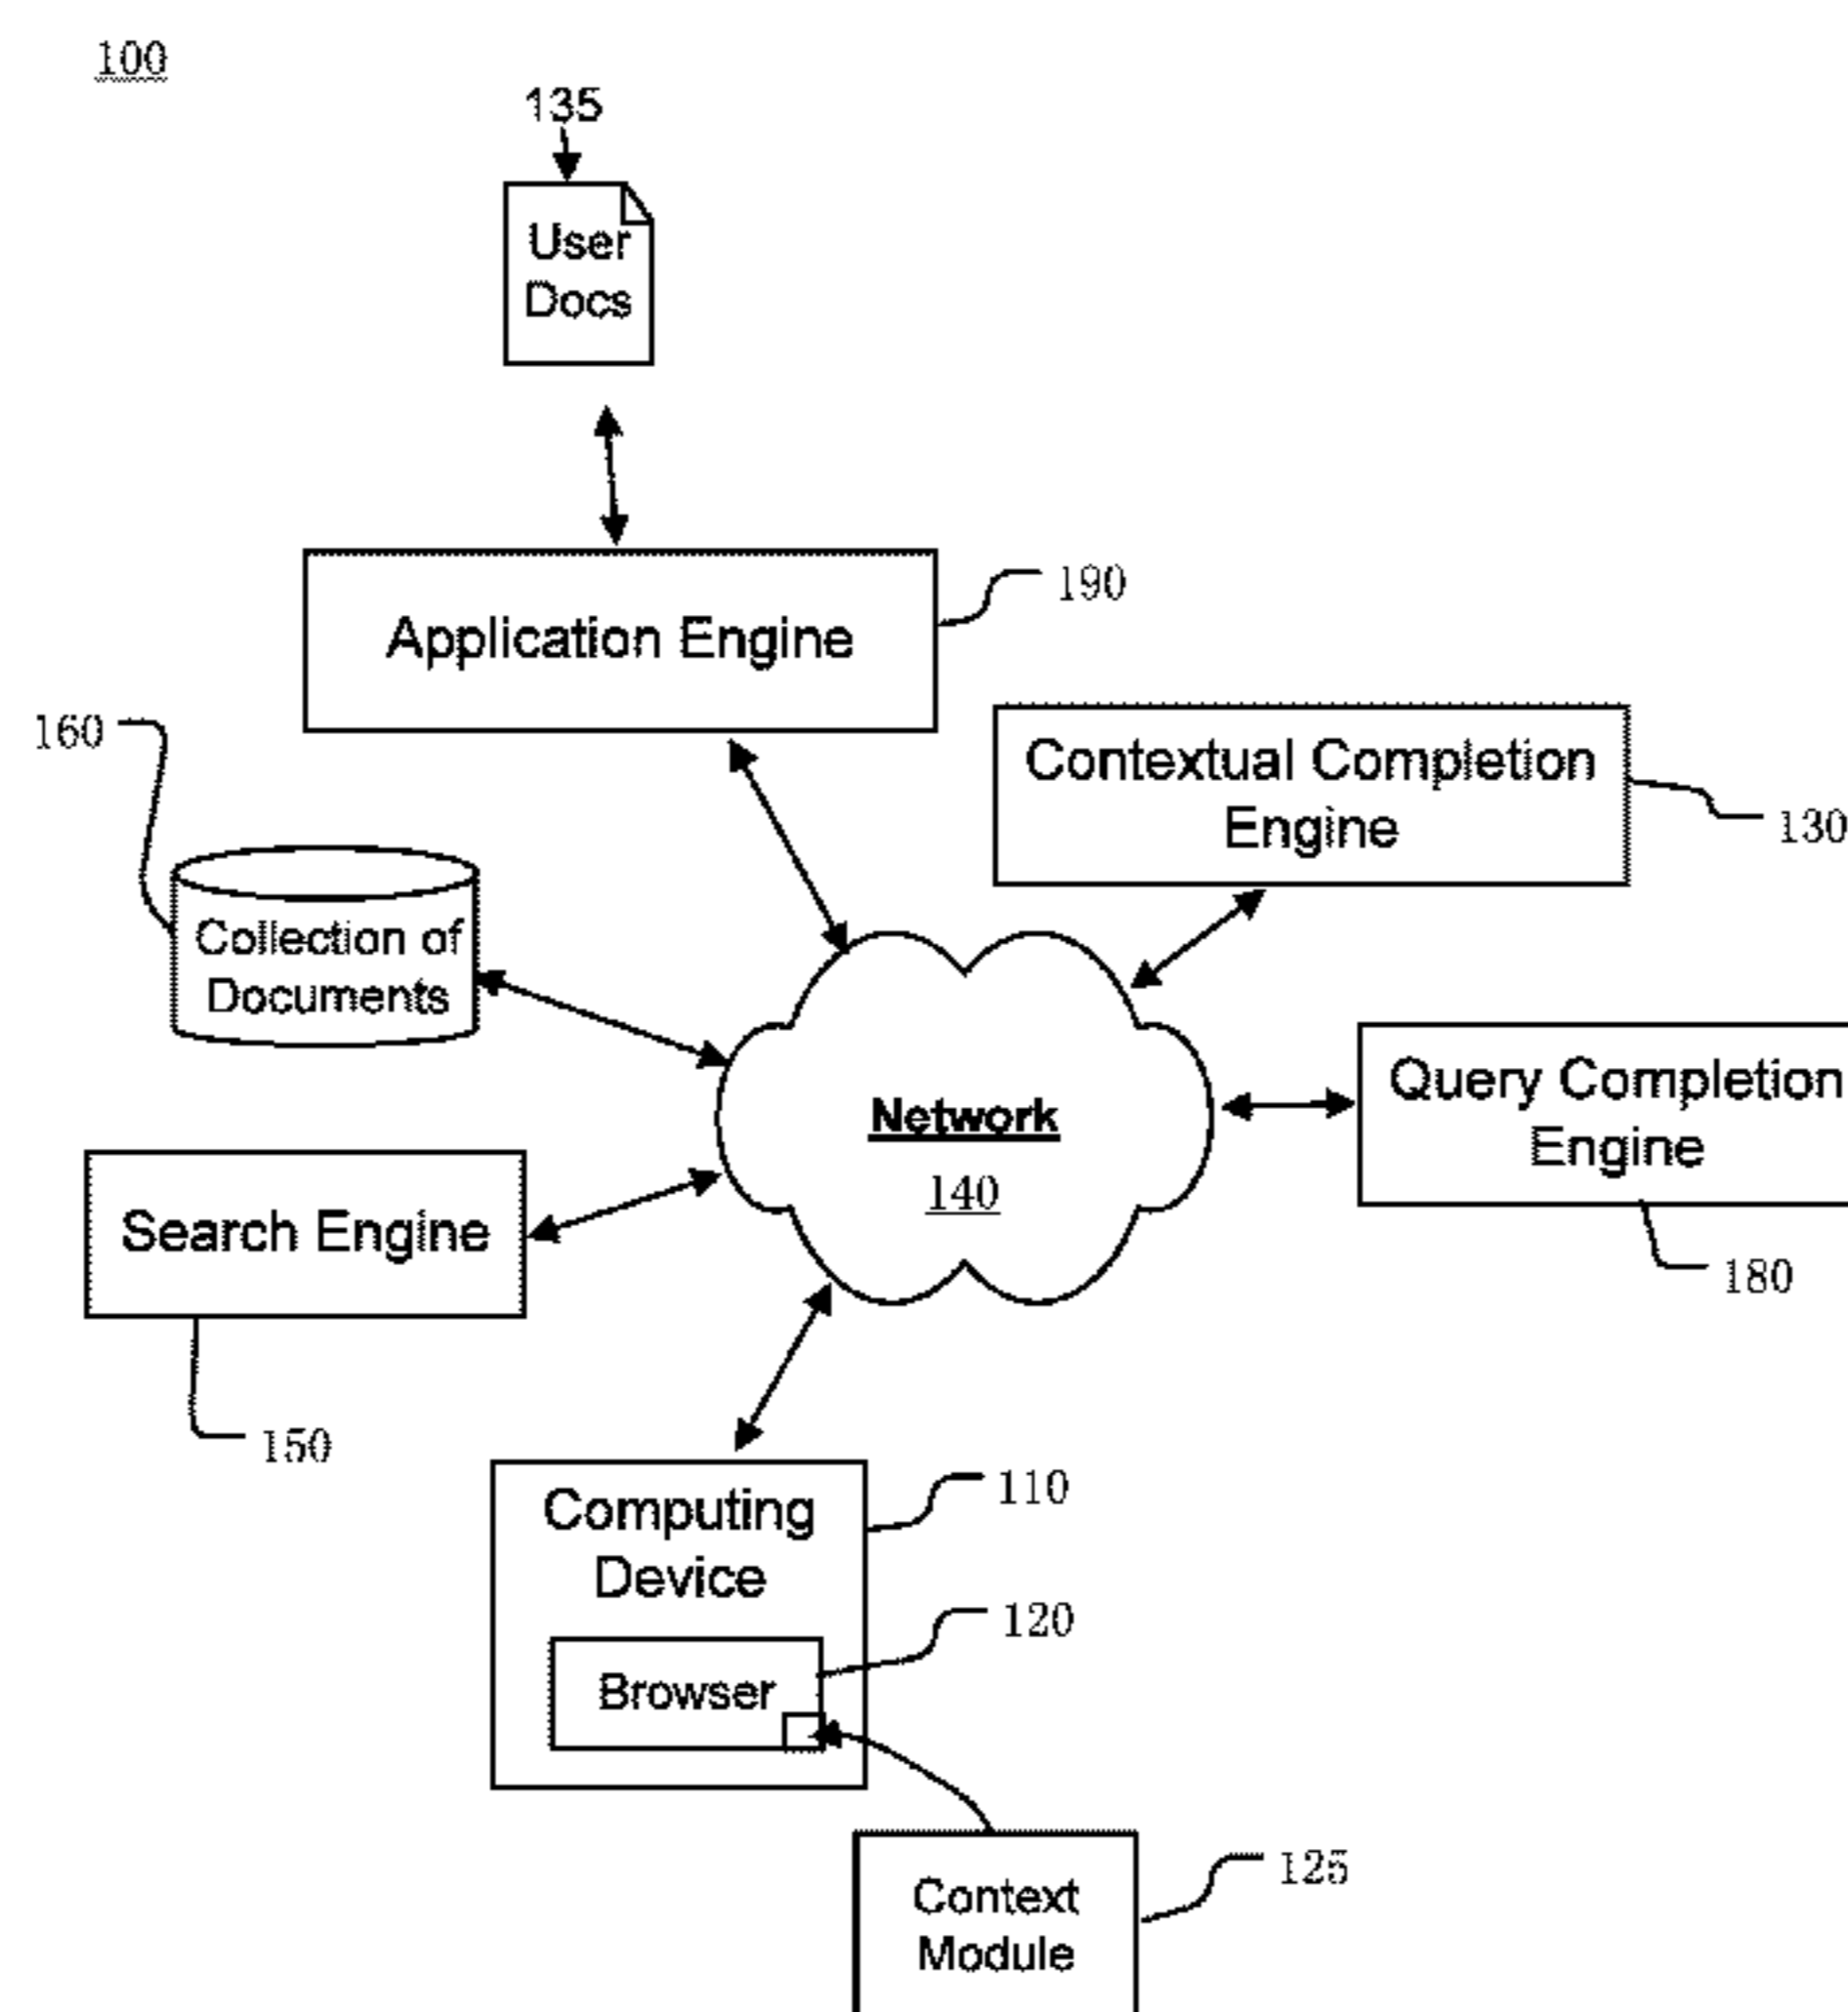 100
135
User
Docs
Application Engine
190
160
Contextual Completion
Engine
130
Collection of
Documents
Network
140
Query Completion
Engine
180
Search Engine
150
Computing
Device
110
120
Browser
Context
Module
125